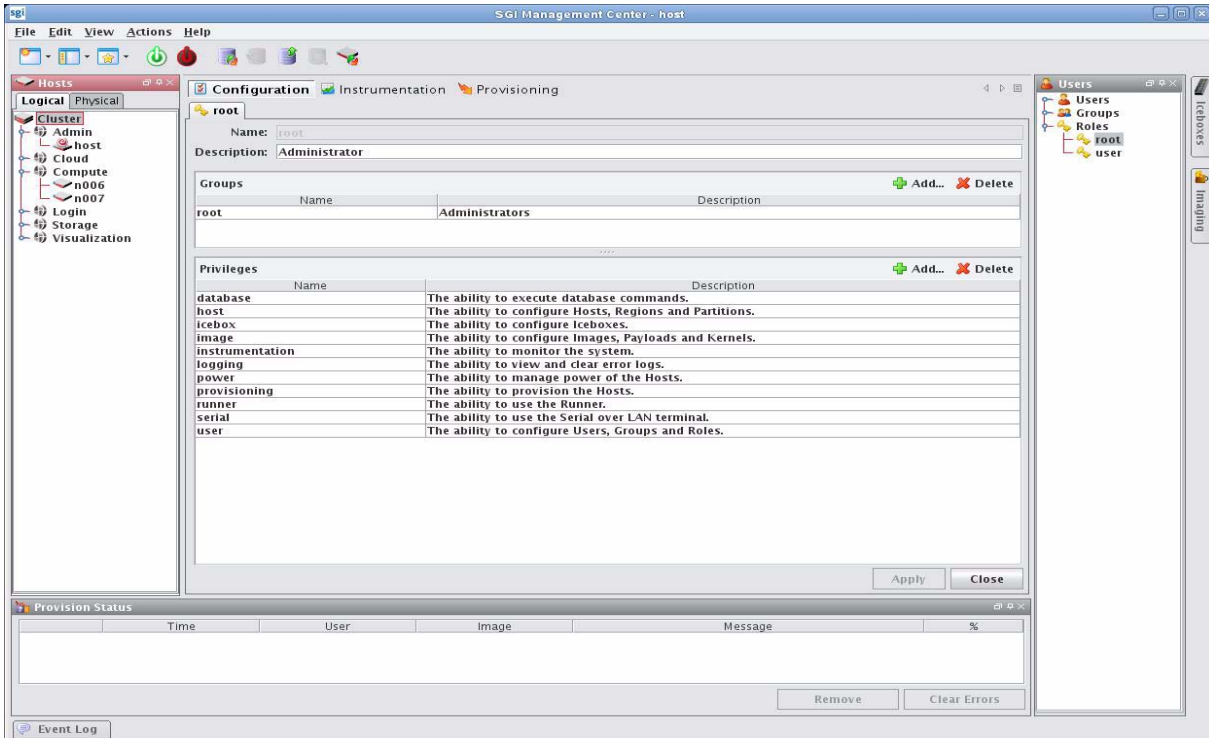 sgi
SGI Management Center - host
File Edit View Actions Help
Hosts
Logical Physical
Cluster
Admin
host
Cloud
Compute
n006
n007
Login
Storage
Visualization
Configuration Instrumentation Provisioning
root
Name: root
Description: Administrator
Groups Add... Delete
Name Description
root Administrators
Privileges Add... Delete
Name Description
database The ability to execute database commands.
host The ability to configure Hosts, Regions and Partitions.
icebox The ability to configure Iceboxes.
image The ability to configure Images, Payloads and Kernels.
instrumentation The ability to monitor the system.
logging The ability to view and clear error logs.
power The ability to manage power of the Hosts.
provisioning The ability to provision the Hosts.
runner The ability to use the Runner.
serial The ability to use the Serial over LAN terminal.
user The ability to configure Users, Groups and Roles.
Apply Close
Users
Users
Groups
Roles
root
user
Iceboxes
Imaging
Provision Status
Time User Image Message %
Remove Clear Errors
Event Log